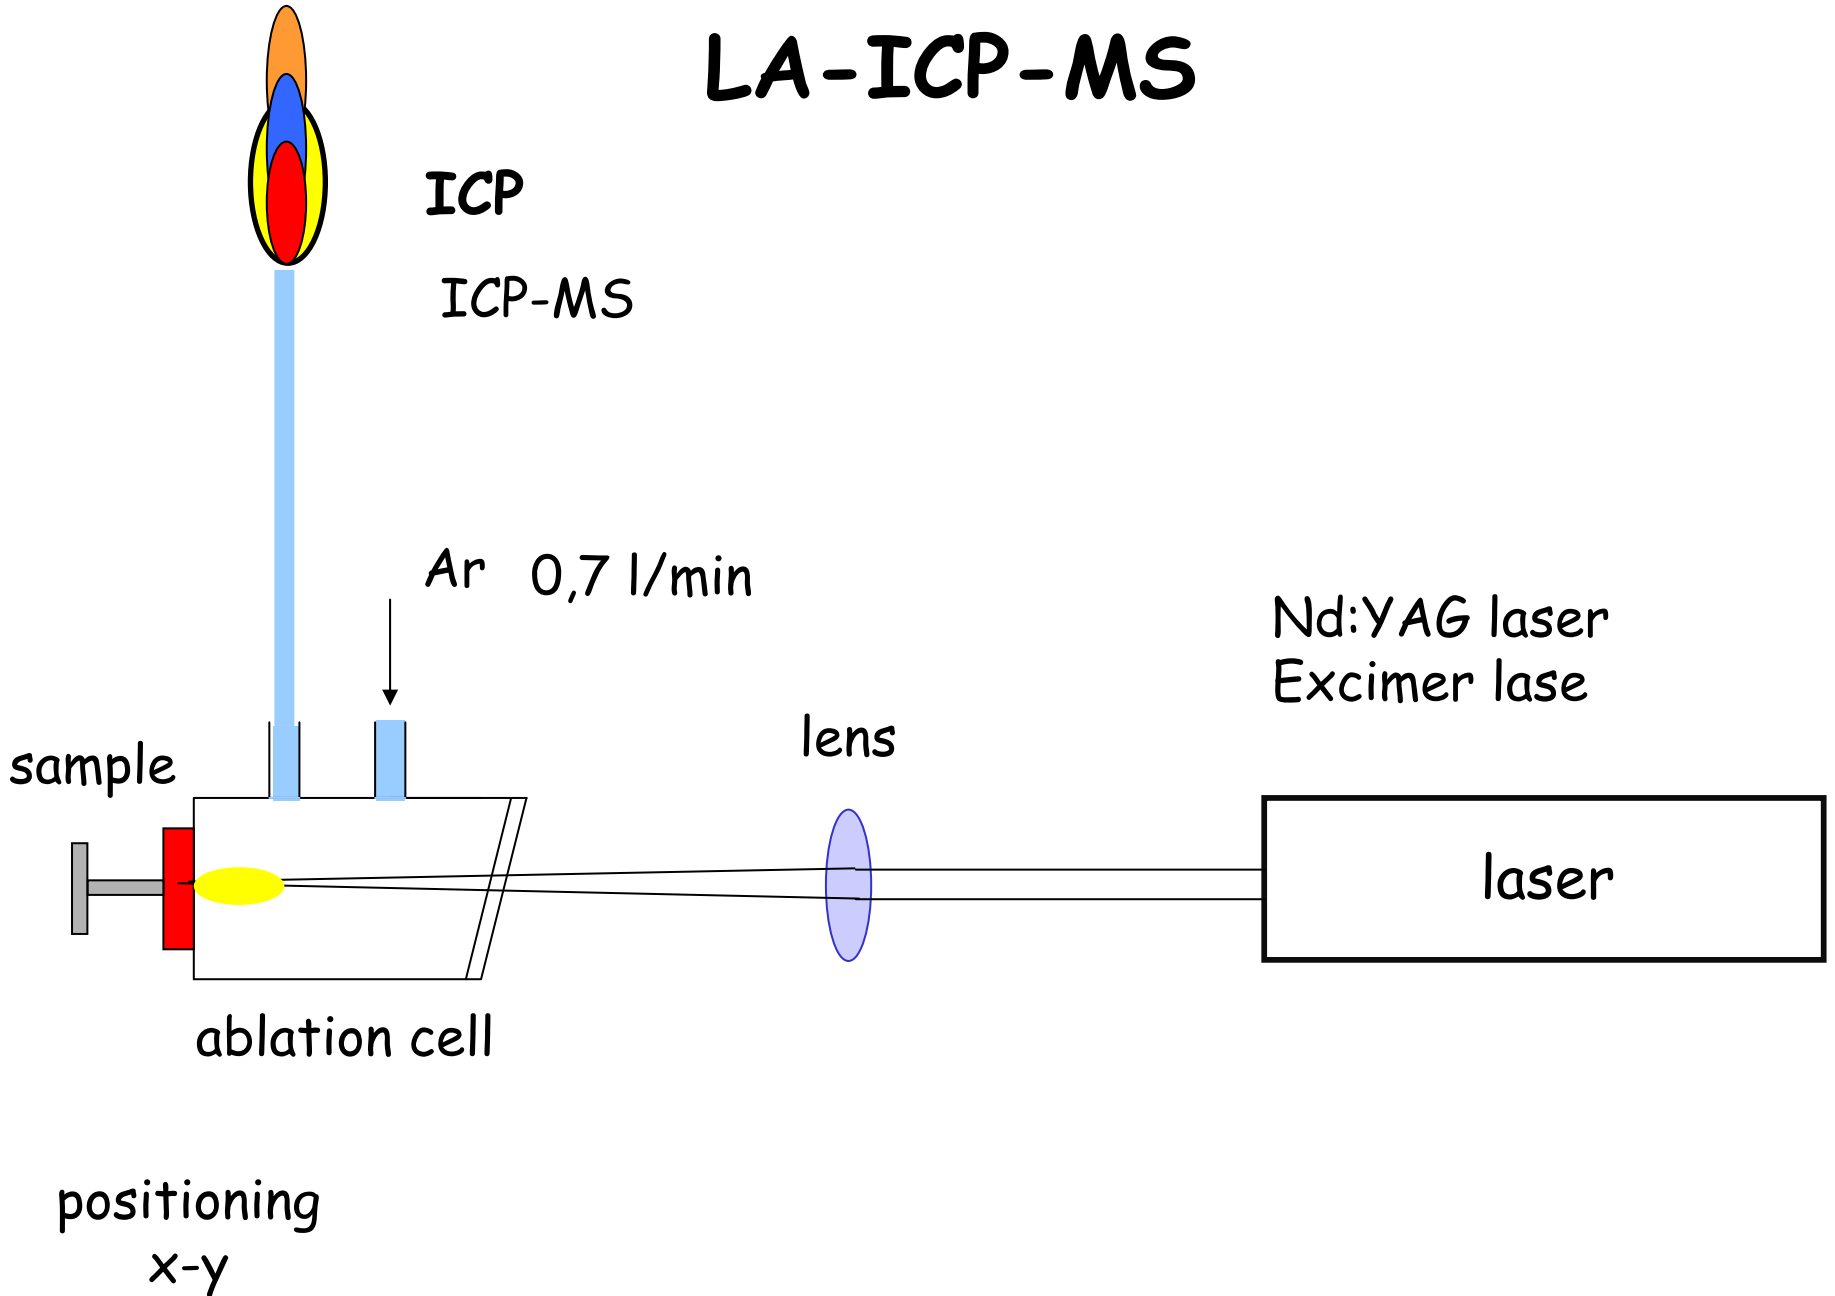 LA-ICP-MS
ICP
ICP-MS
Ar 0,7 l/min
Nd:YAG laser
Excimer lase
lens
sample
laser
ablation cell
positioning
x-y